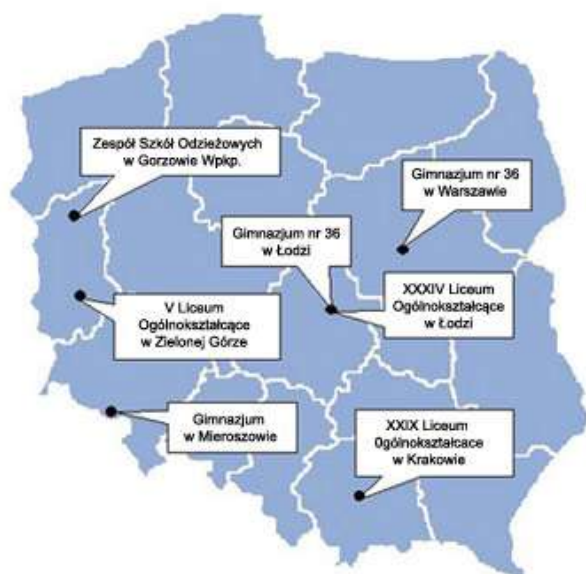 Zespół Szkół Odzieżowych
w Gorzowie Wpkp.
Gimnazjum nr 36
w Warszawie
Gimnazjum nr 36
w Łodzi
XXXIV Liceum
Ogólnokształcące
w Łodzi
V Liceum
Ogólnokształcące
w Zielonej Górze
Gimnazjum
w Mieroszowie
XXIX Liceum
0gólnokształcace
w Krakowie